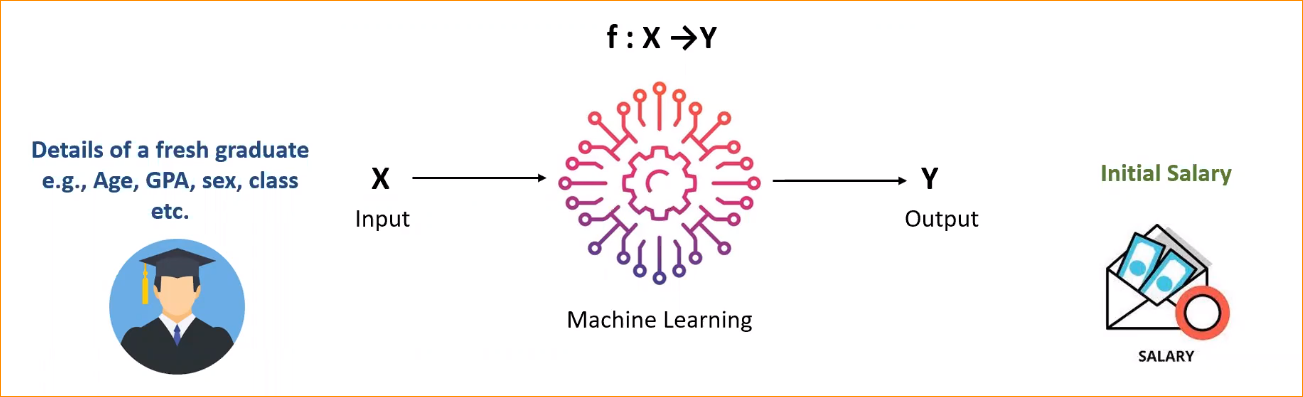 f : X →Y
Details of a fresh graduate
e.g., Age, GPA, sex, class
etc.
X
Input
Machine Learning
Y
Output
Initial Salary
SALARY